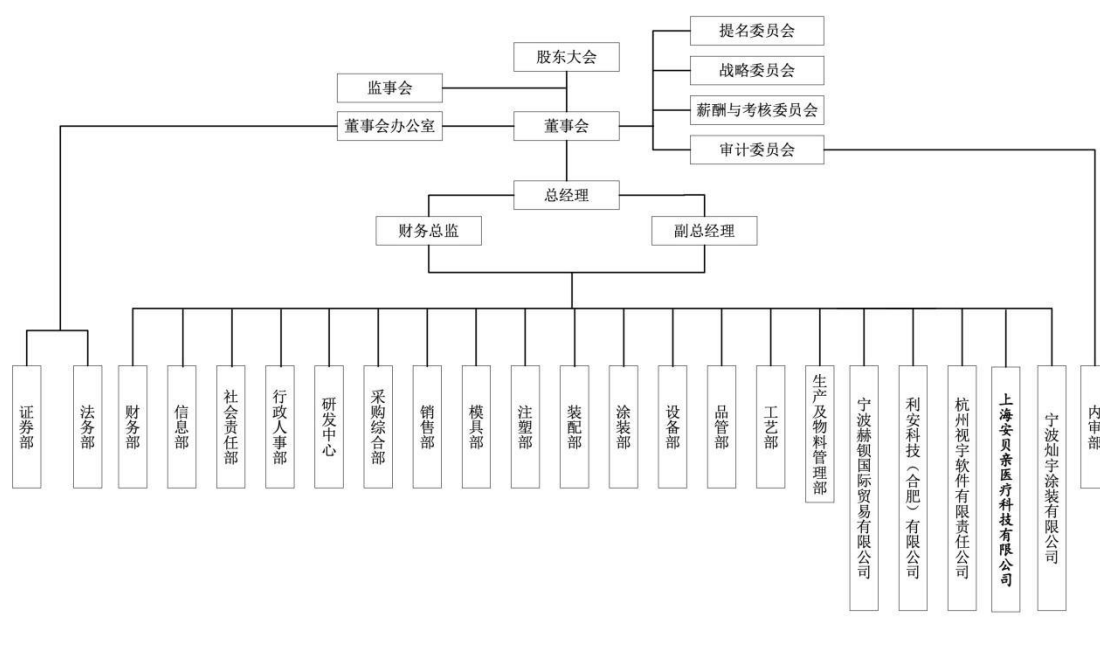 提名委员会
股东大会
战略委员会
监事会
薪酬与考核委员会
董事会办公室
董事会
审计委员会
总经理
财务总监
副总经理
证券部
法务部
财务部
信息部
社会责任部
行政人事部
研发中心
采购综合部
销售部
模具部
注塑部
装配部
涂装部
设备部
品管部
工艺部
生产及物料管理部
宁波赫钡国际贸易有限公司
利安科技（合肥）有限公司
杭州视宇软件有限责任公司
上海安贝亲医疗科技有限公司
宁波灿宇涂装有限公司
内审部